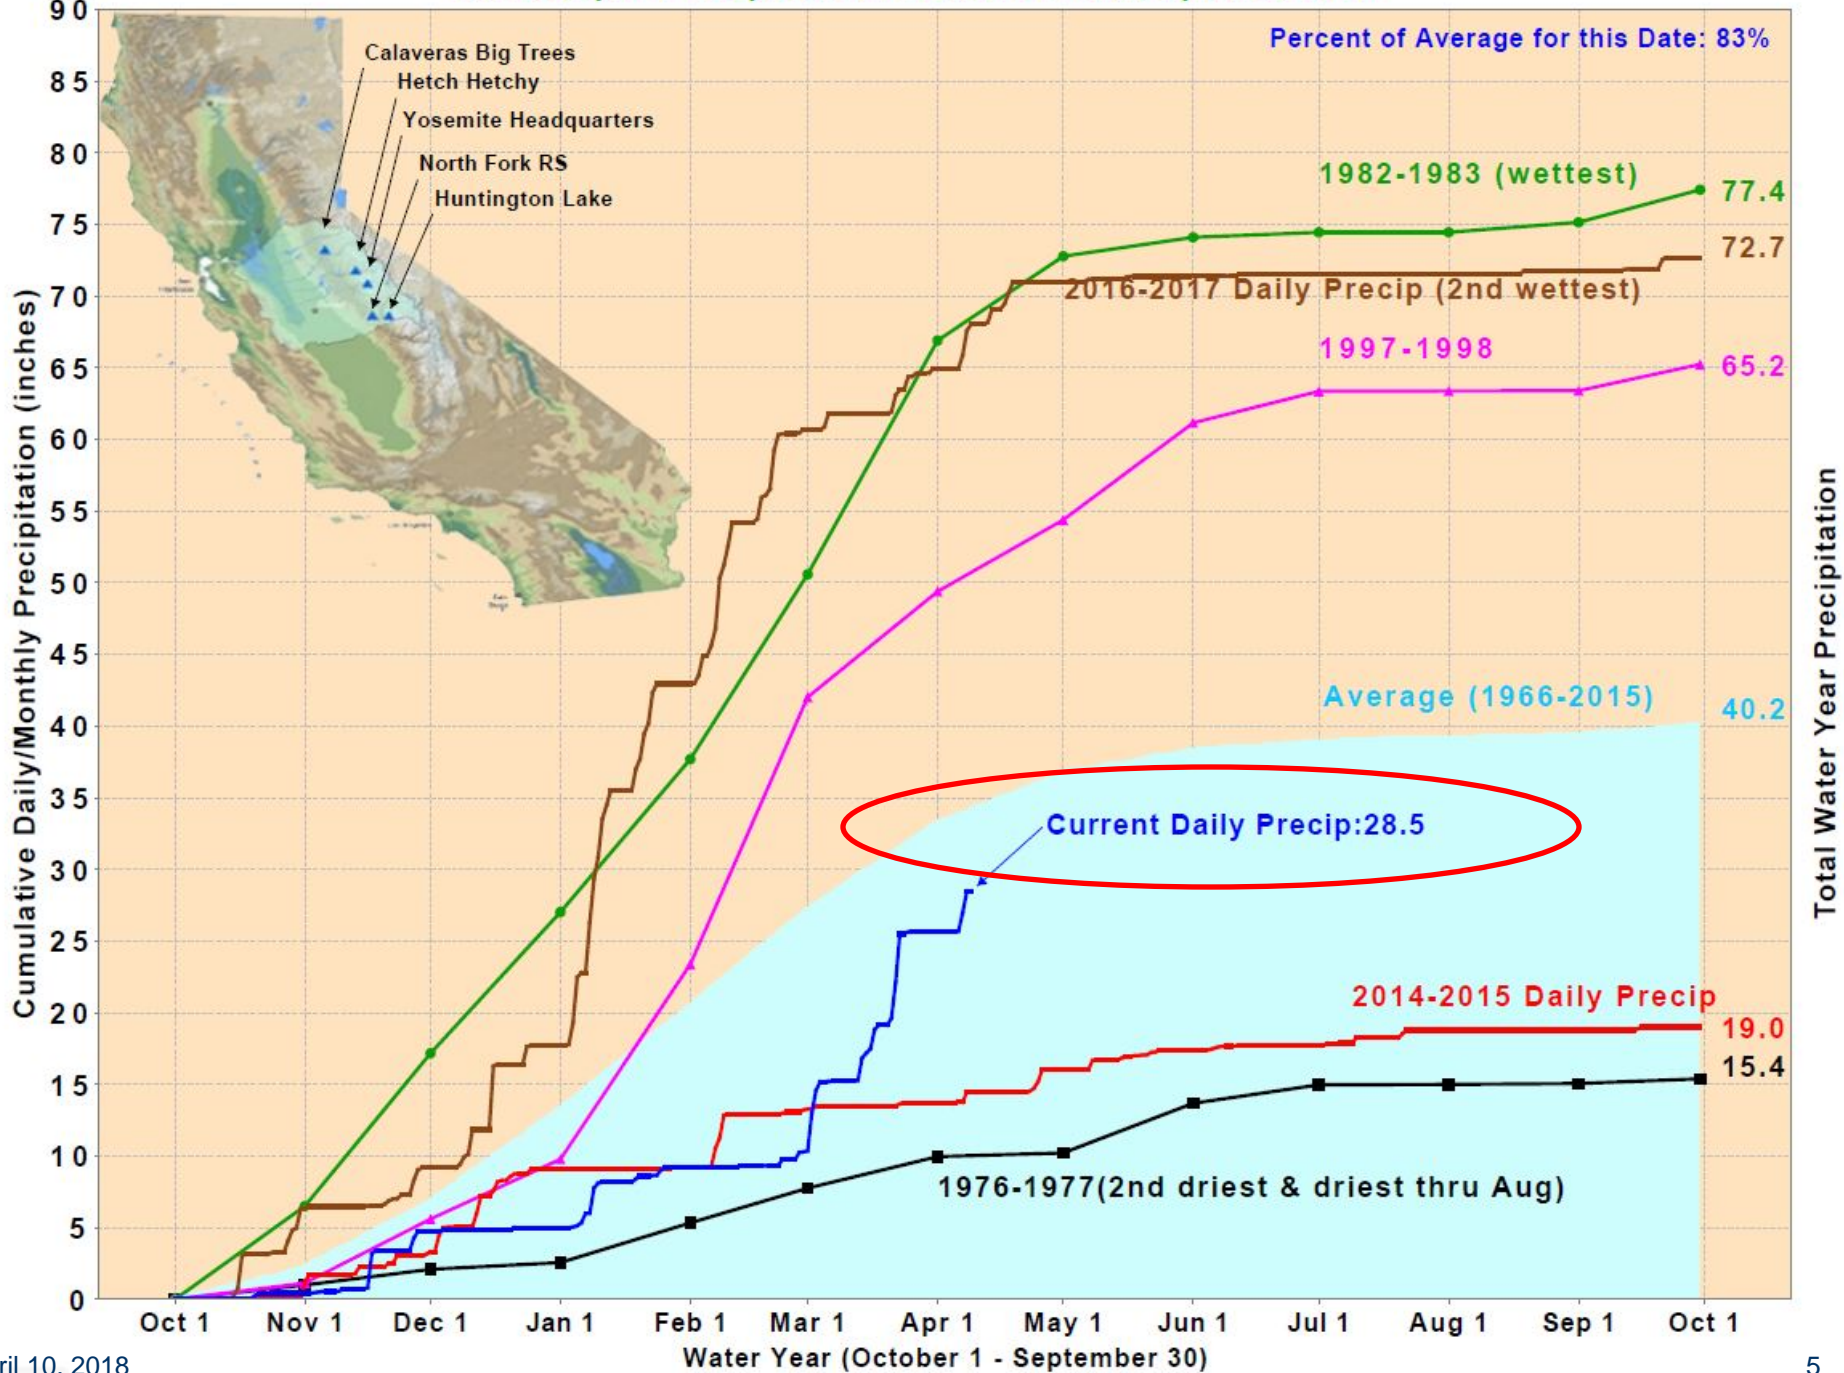 Percent of Average for this Date: 83%
Calaveras Big Trees
Hetch Hetchy
Yosemite Headquarters
North Fork RS
Huntington Lake
1982-1983 (wettest)
77.4
72.7
2016-2017 Daily Precip (2nd wettest)
1997-1998
65.2
Average (1966-2015)
40.2
Current Daily Precip:28.5
2014-2015 Daily Precip
19.0
15.4
1976-1977(2nd driest & driest thru Aug)
Cumulative Daily/Monthly Precipitation (inches)
90
85
80
75
70
65
60
55
50
45
40
35
30
25
20
15
10
5
0
Total Water Year Precipitation
Oct 1 Nov 1 Dec 1 Jan 1 Feb 1 Mar 1 Apr 1 May 1 Jun 1 Jul 1 Aug 1 Sep 1 Oct 1
Water Year (October 1 - September 30)
ril 10, 2018
5